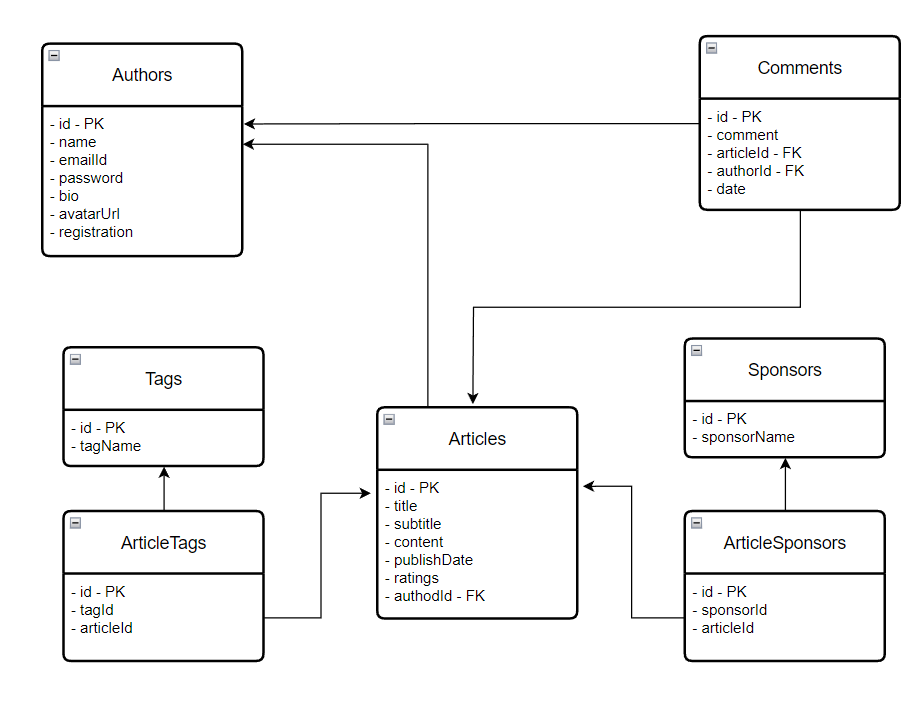 Authors
- id - PK
- name
- emailId
- password
- bio
- avatarUrl
- registration
Comments
- id - PK
- comment
- articleId - FK
- authorId - FK
- date
Tags
- id - PK
- tagName
Sponsors
- id - PK
- sponsorName
Articles
- id - PK
- title
- subtitle
- content
- publishDate
- ratings
- authodId - FK
ArticleTags
- id - PK
- tagId
- articleId
ArticleSponsors
- id - PK
- sponsorId
- articleId